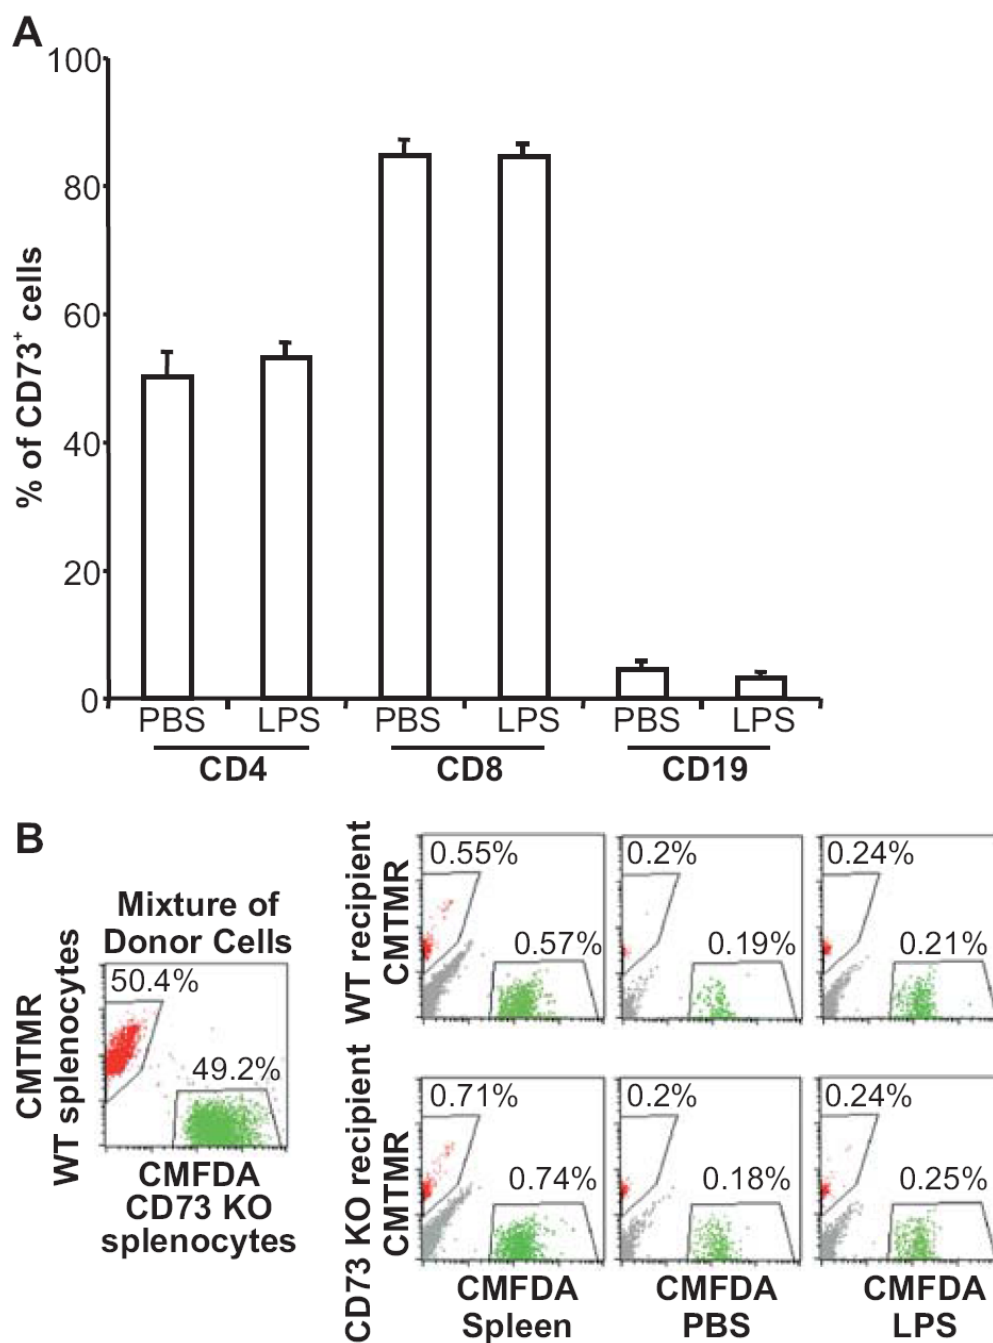 A
100
80
60
40
20
0
% of CD73+ cells
PBS LPS PBS LPS PBS LPS
CD4 CD8 CD19
B
Mixture of
Donor Cells
50.4%
49.2%
CMTMR
WT splenocytes
CMFDA
CD73 KO
splenocytes
WT recipient
CMTMR
0.55%
0.57%
0.2%
0.19%
0.24%
0.21%
CD73 KO recipient
CMTMR
0.71%
0.74%
0.2%
0.18%
0.24%
0.25%
CMFDA CMFDA CMFDA
Spleen PBS LPS